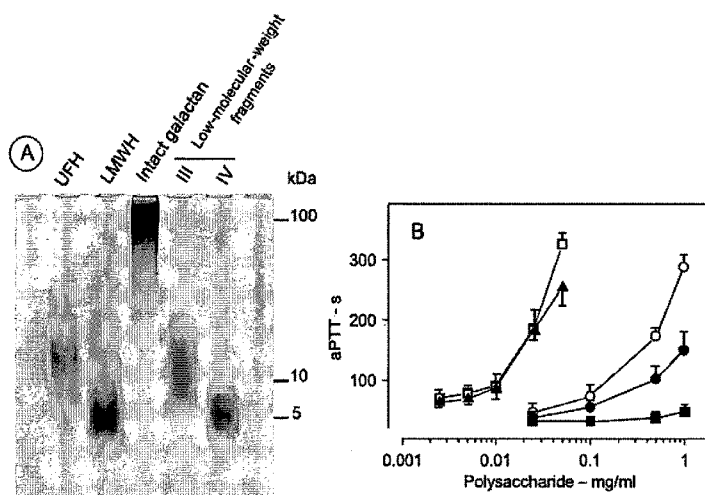 A
UFH
LMWH
Intact galactan
Low-molecular-weight
fragments
III
IV
kDa
100
10
5
B
300
200
100
aPTT - s
0.001
0.01
0.1
1
Polysaccharide – mg/ml